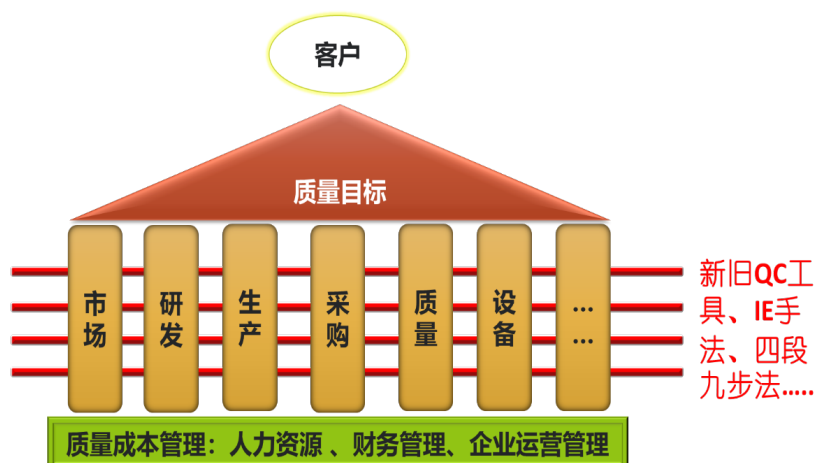 客户
质量目标
市场
研发
生产
采购
质量
设备
……
新旧QC工
具、IE手
法、四段
九步法.....
质量成本管理：人力资源 、财务管理、企业运营管理